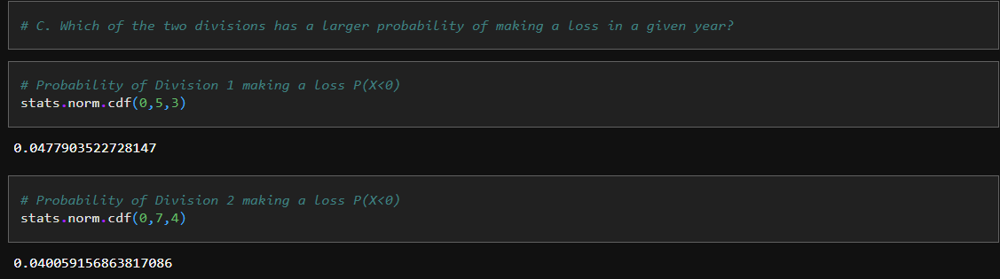 # C. Which of the two divisions has a larger probability of making a loss in a given year?
# Probability of Division 1 making a loss P(X<0)
stats.norm.cdf(0,5,3)
0.0477903522728147
# Probability of Division 2 making a loss P(X<0)
stats.norm.cdf(0,7,4)
0.040059156863817086